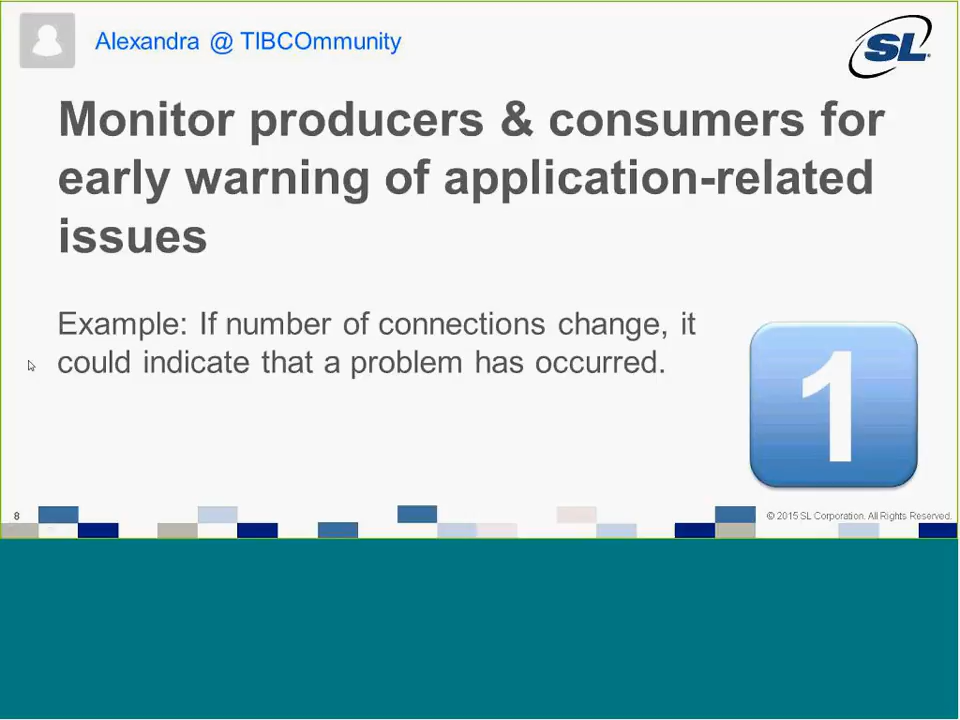 Alexandra @ TIBCOmmunity
SL
Monitor producers & consumers for
early warning of application-related
issues
Example: If number of connections change, it
could indicate that a problem has occurred.
1
8
© 2015 SL Corporation. All Rights Reserved.